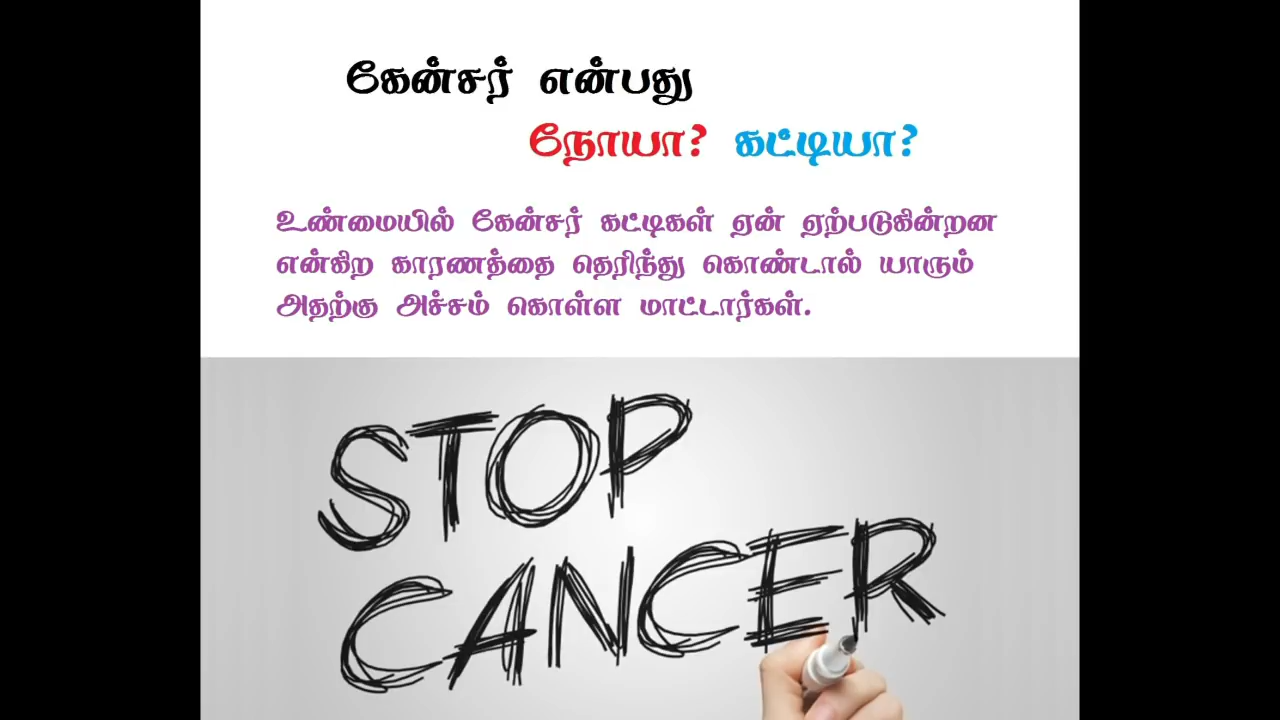 கேன்சர் என்பது
நோயா? கட்டியா?
உண்மையில் கேன்சர் கட்டிகள் ஏன் ஏற்படுகின்றன
என்கிற காரணத்தை தெரிந்து கொண்டால் யாரும்
அதற்கு அச்சம் கொள்ள மாட்டார்கள்.
STOP
CANCER